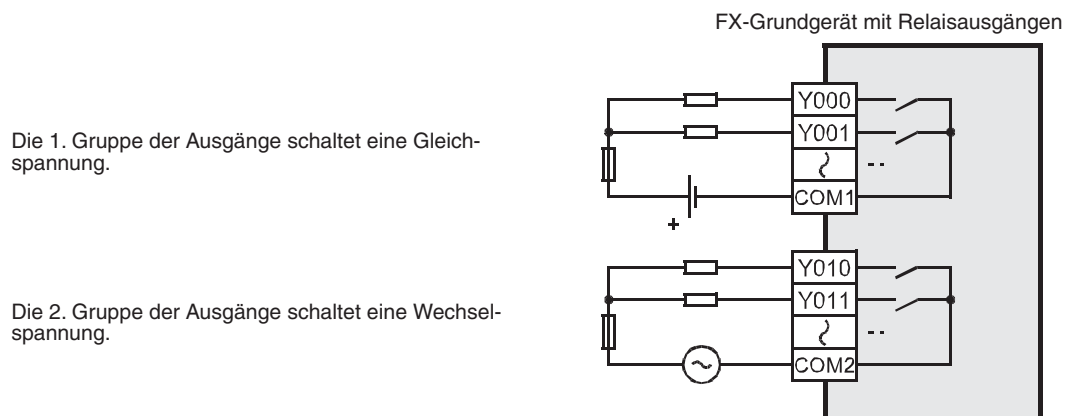 FX-Grundgerät mit Relaisausgängen
Die 1. Gruppe der Ausgänge schaltet eine Gleich-
spannung.
Y000
Y001
COM1
+
Die 2. Gruppe der Ausgänge schaltet eine Wechsel-
spannung.
Y010
Y011
COM2